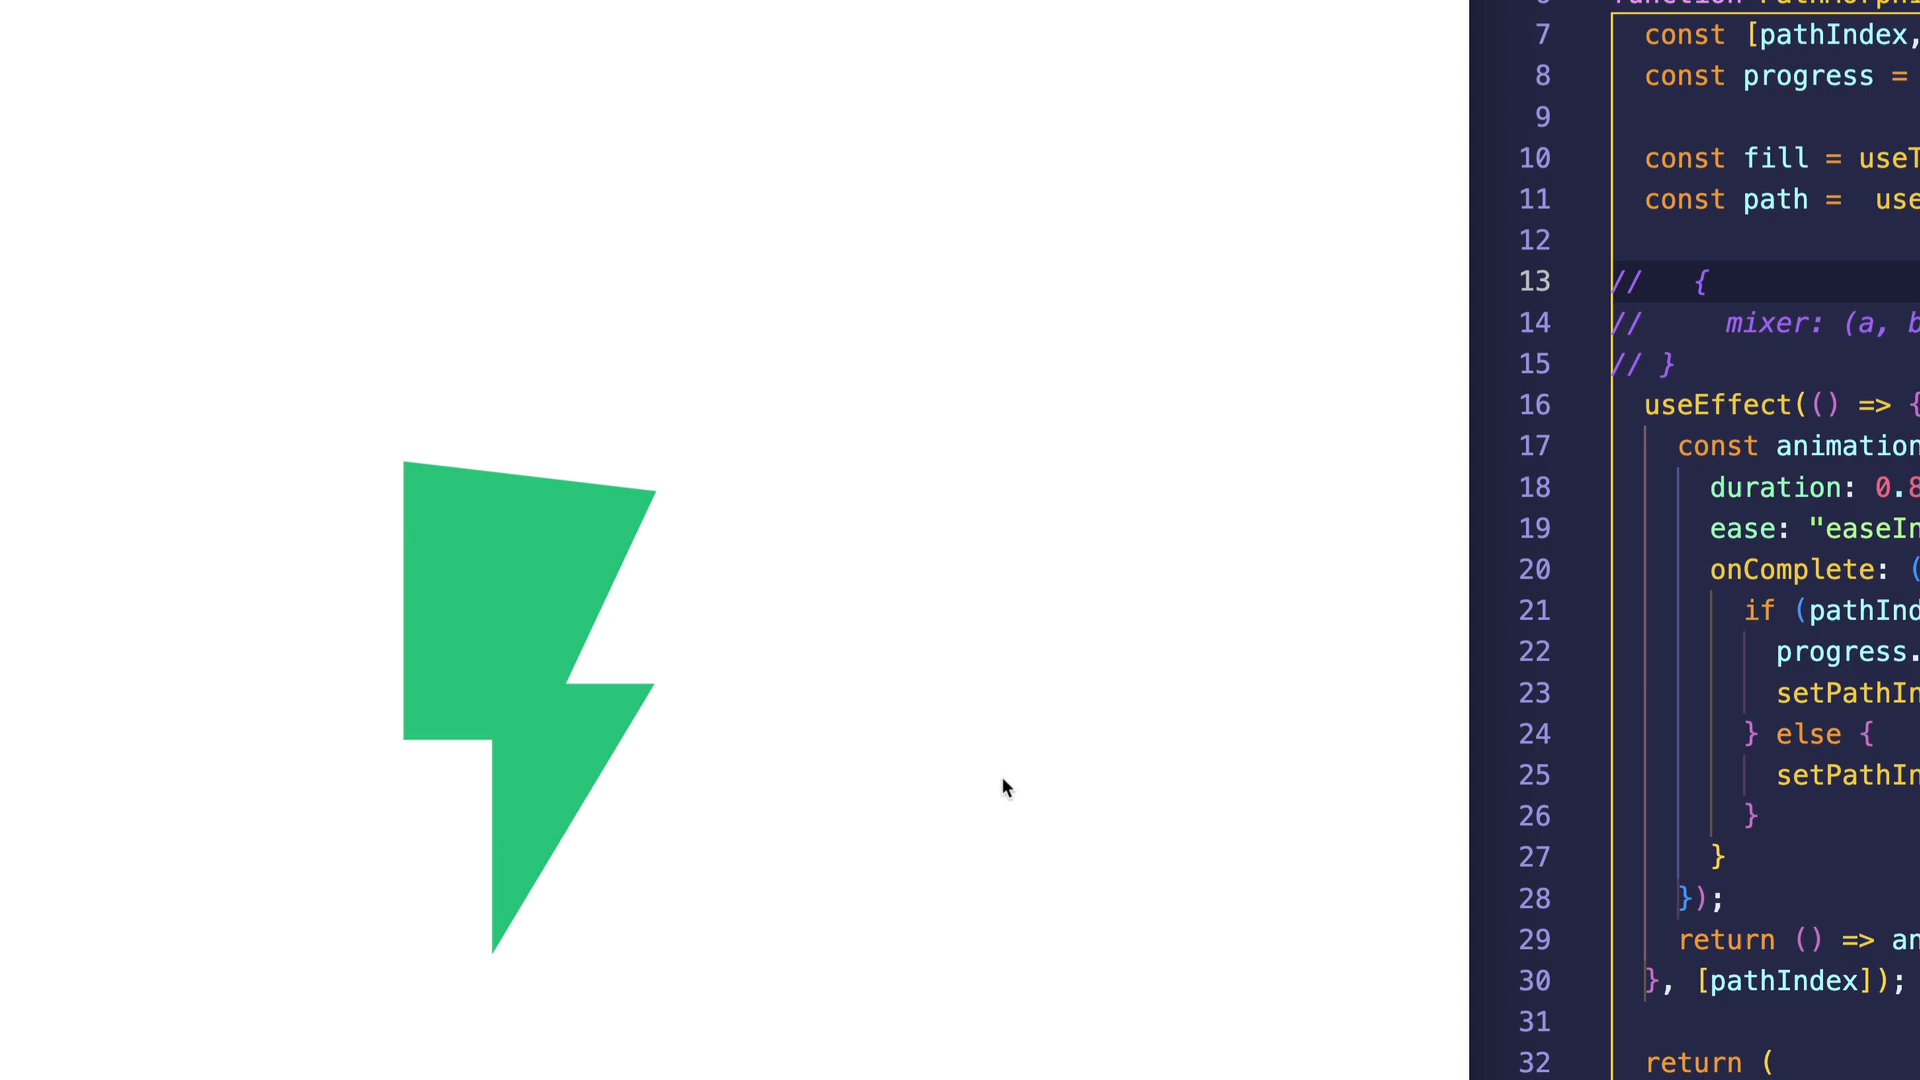 7 const [pathIndex,
8 const progress =
9
10 const fill = useT
11 const path =  use
12
13 //   {
14 //     mixer: (a, b
15 // }
16 useEffect(() => {
17 const animation
18 duration: 0.8
19 ease: "easeIn
20 onComplete: (
21 if (pathInd
22 progress.
23 setPathIn
24 } else {
25 setPathIn
26 }
27 }
28 });
29 return () => an
30 }, [pathIndex]);
31
32 return (